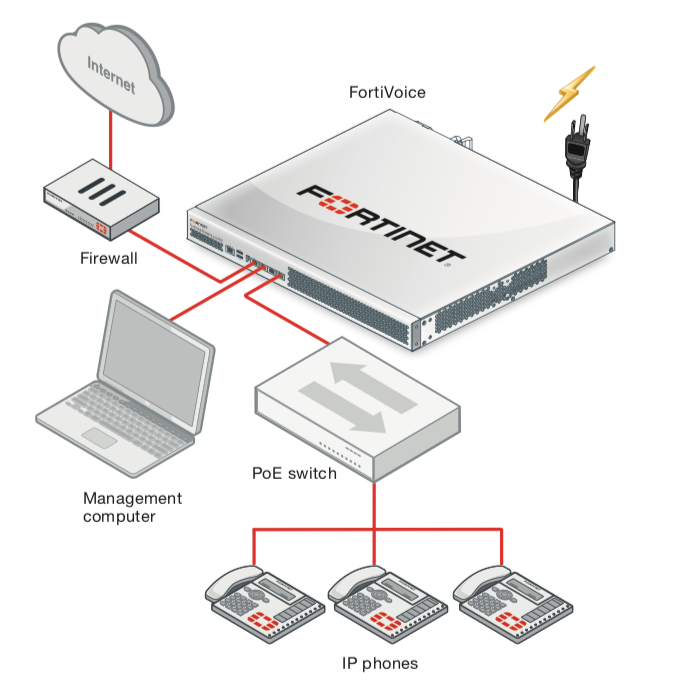 Internet
FortiVoice
FORTINET
Firewall
Management
computer
PoE switch
IP phones